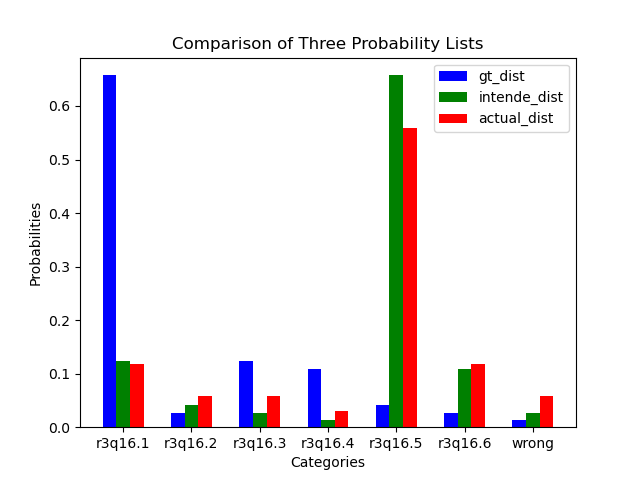 Comparison of Three Probability Lists
gt_dist
intende_dist
actual_dist
Probabilities
0.6
0.5
0.4
0.3
0.2
0.1
0.0
r3q16.1 r3q16.2 r3q16.3 r3q16.4 r3q16.5 r3q16.6 wrong
Categories